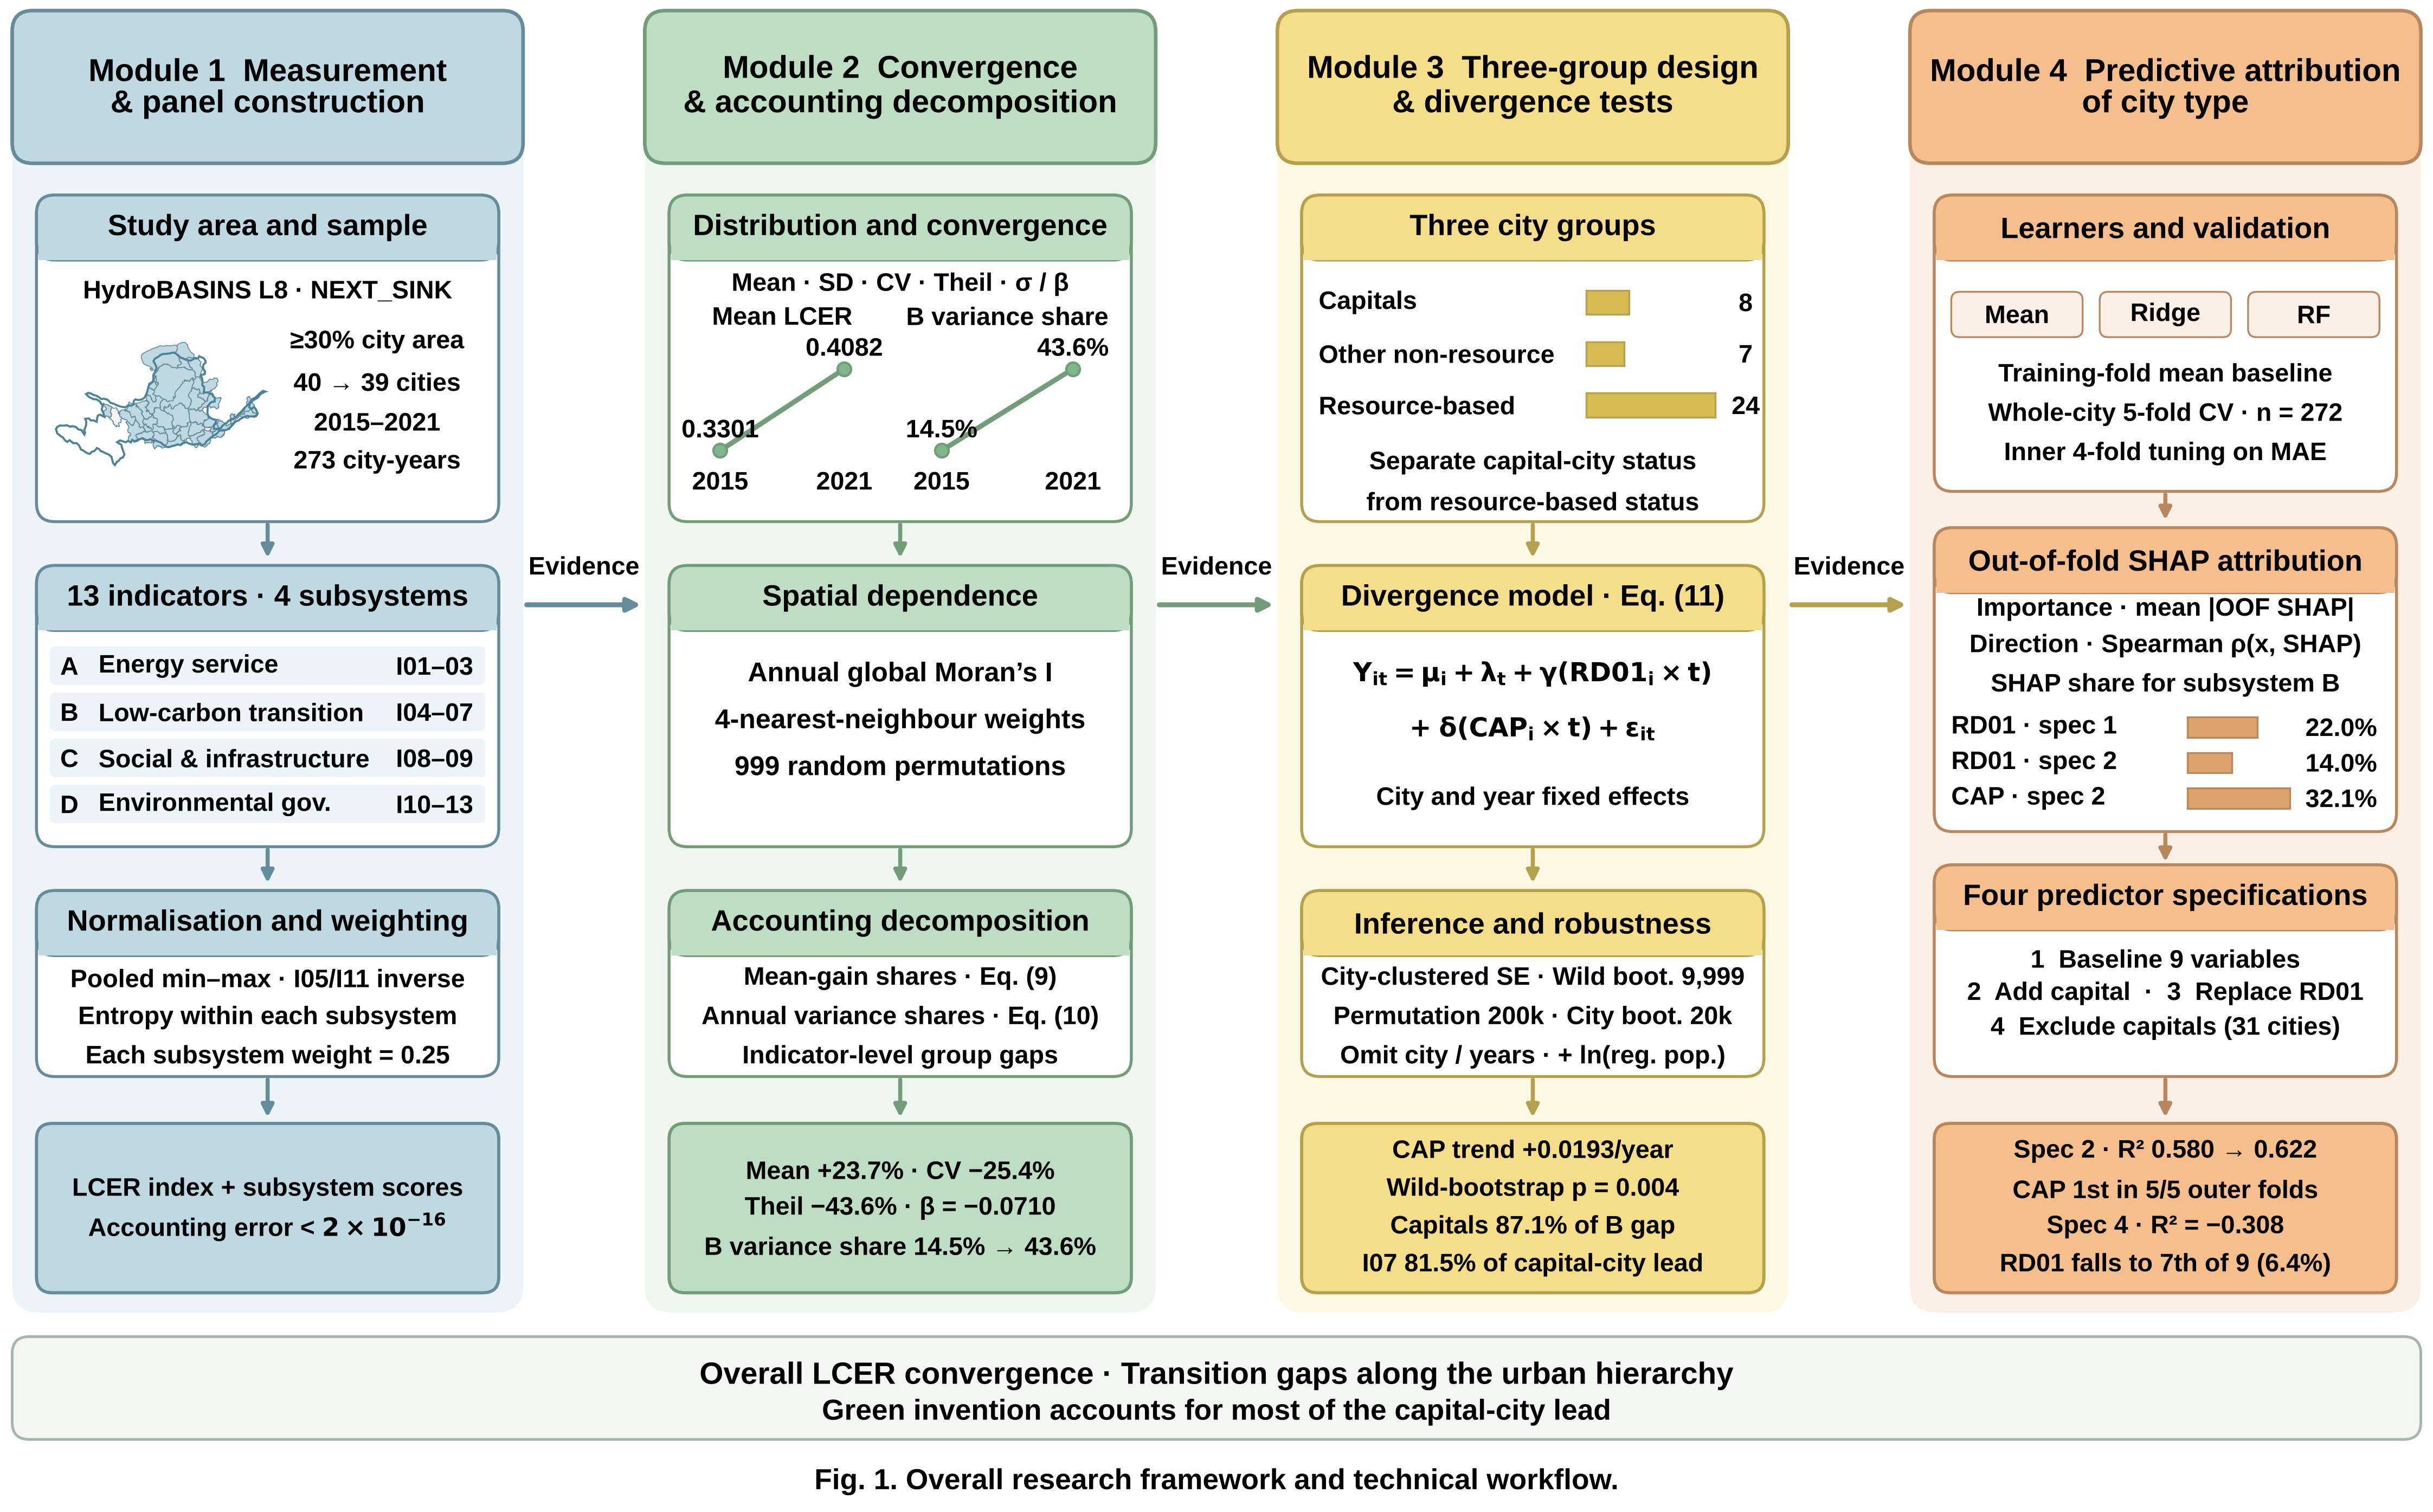 Module 1 Measurement
& panel construction
Study area and sample
HydroBASINS L8 · NEXT_SINK
≥30% city area
40 → 39 cities
2015–2021
273 city-years
13 indicators · 4 subsystems
A Energy service I01–03
B Low-carbon transition I04–07
C Social & infrastructure I08–09
D Environmental gov. I10–13
Normalisation and weighting
Pooled min–max · I05/I11 inverse
Entropy within each subsystem
Each subsystem weight = 0.25
LCER index + subsystem scores
Accounting error < 2 × 10⁻¹⁶
Evidence
Module 2 Convergence
& accounting decomposition
Distribution and convergence
Mean · SD · CV · Theil · σ / β
Mean LCER B variance share
0.4082 43.6%
0.3301 14.5%
2015 2021 2015 2021
Spatial dependence
Annual global Moran’s I
4-nearest-neighbour weights
999 random permutations
Accounting decomposition
Mean-gain shares · Eq. (9)
Annual variance shares · Eq. (10)
Indicator-level group gaps
Mean +23.7% · CV −25.4%
Theil −43.6% · β = −0.0710
B variance share 14.5% → 43.6%
Evidence
Module 3 Three-group design
& divergence tests
Three city groups
Capitals 8
Other non-resource 7
Resource-based 24
Separate capital-city status
from resource-based status
Divergence model · Eq. (11)
Y_it = μ_i + λ_t + γ(RD01_i × t)
+ δ(CAP_i × t) + ε_it
City and year fixed effects
Inference and robustness
City-clustered SE · Wild boot. 9,999
Permutation 200k · City boot. 20k
Omit city / years · + ln(reg. pop.)
CAP trend +0.0193/year
Wild-bootstrap p = 0.004
Capitals 87.1% of B gap
I07 81.5% of capital-city lead
Evidence
Module 4 Predictive attribution
of city type
Learners and validation
Mean Ridge RF
Training-fold mean baseline
Whole-city 5-fold CV · n = 272
Inner 4-fold tuning on MAE
Out-of-fold SHAP attribution
Importance · mean |OOF SHAP|
Direction · Spearman ρ(x, SHAP)
SHAP share for subsystem B
RD01 · spec 1 22.0%
RD01 · spec 2 14.0%
CAP · spec 2 32.1%
Four predictor specifications
1 Baseline 9 variables
2 Add capital · 3 Replace RD01
4 Exclude capitals (31 cities)
Spec 2 · R² 0.580 → 0.622
CAP 1st in 5/5 outer folds
Spec 4 · R² = −0.308
RD01 falls to 7th of 9 (6.4%)
Overall LCER convergence · Transition gaps along the urban hierarchy
Green invention accounts for most of the capital-city lead
Fig. 1. Overall research framework and technical workflow.